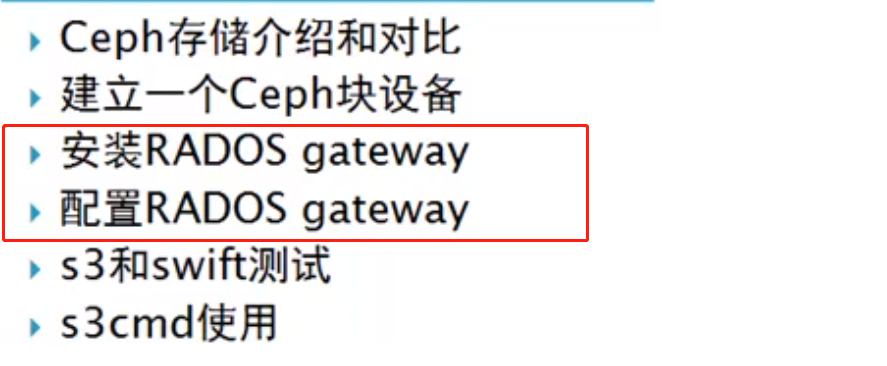 Ceph存储介绍和对比
建立一个Ceph块设备
安装RADOS gateway
配置RADOS gateway
s3和swift测试
s3cmd使用